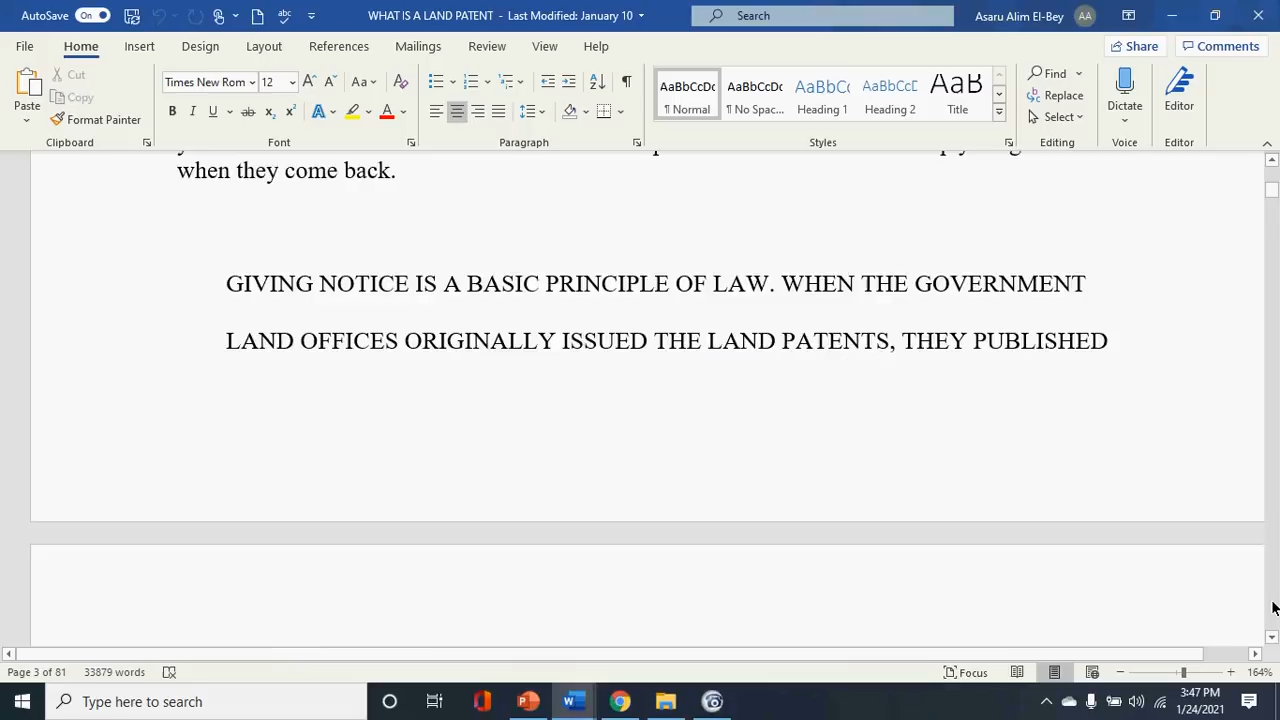 AutoSave On
WHAT IS A LAND PATENT - Last Modified: January 10
Search
Asaru Alim El-Bey
AA
File Home Insert Design Layout References Mailings Review View Help
Share Comments
Paste
Cut
Copy
Format Painter
Clipboard
Times New Rom 12
Font
Paragraph
AaBbCcDc AaBbCcDc AaBbCc AaBbCcE AaB
¶ Normal ¶ No Spac... Heading 1 Heading 2 Title
Styles
Find
Replace
Select
Editing
Dictate
Voice
Editor
Editor
when they come back.
GIVING NOTICE IS A BASIC PRINCIPLE OF LAW. WHEN THE GOVERNMENT
LAND OFFICES ORIGINALLY ISSUED THE LAND PATENTS, THEY PUBLISHED
Page 3 of 81 33879 words
Focus
164%
Type here to search
3:47 PM
1/24/2021